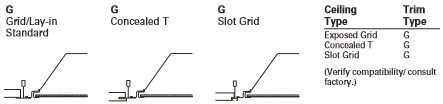 G
Grid/Lay-in
Standard
G
Concealed T
G
Slot Grid
Ceiling Trim
Type Type
Exposed Grid G
Concealed T G
Slot Grid G
(Verify compatibility/ consult
factory.)